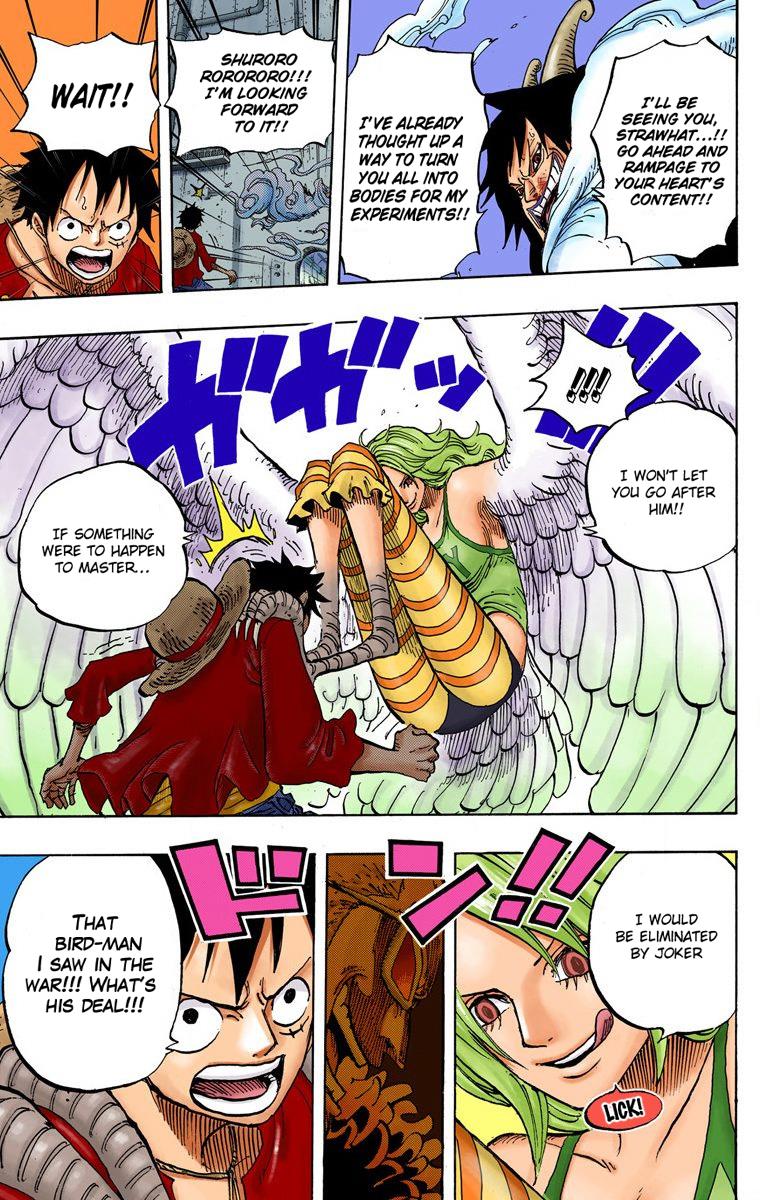 I'LL BE
SEEING YOU,
STRAWHAT...!!
GO AHEAD AND
RAMPAGE TO
YOUR HEART'S
CONTENT!!
I'VE ALREADY
THOUGHT UP A
WAY TO TURN
YOU ALL INTO
BODIES FOR MY
EXPERIMENTS!!
SHURORO
RORORORO!!!
I'M LOOKING
FORWARD
TO IT!!
WAIT!!
!!!
ガガッッ
I WON'T LET
YOU GO AFTER
HIM!!
IF SOMETHING
WERE TO HAPPEN
TO MASTER...
ドン!!
I WOULD
BE ELIMINATED
BY JOKER
LICK!
THAT
BIRD-MAN
I SAW IN THE
WAR!!! WHAT'S
HIS DEAL!!!